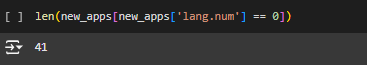 [ ] len(new_apps[new_apps['lang.num'] == 0])
41